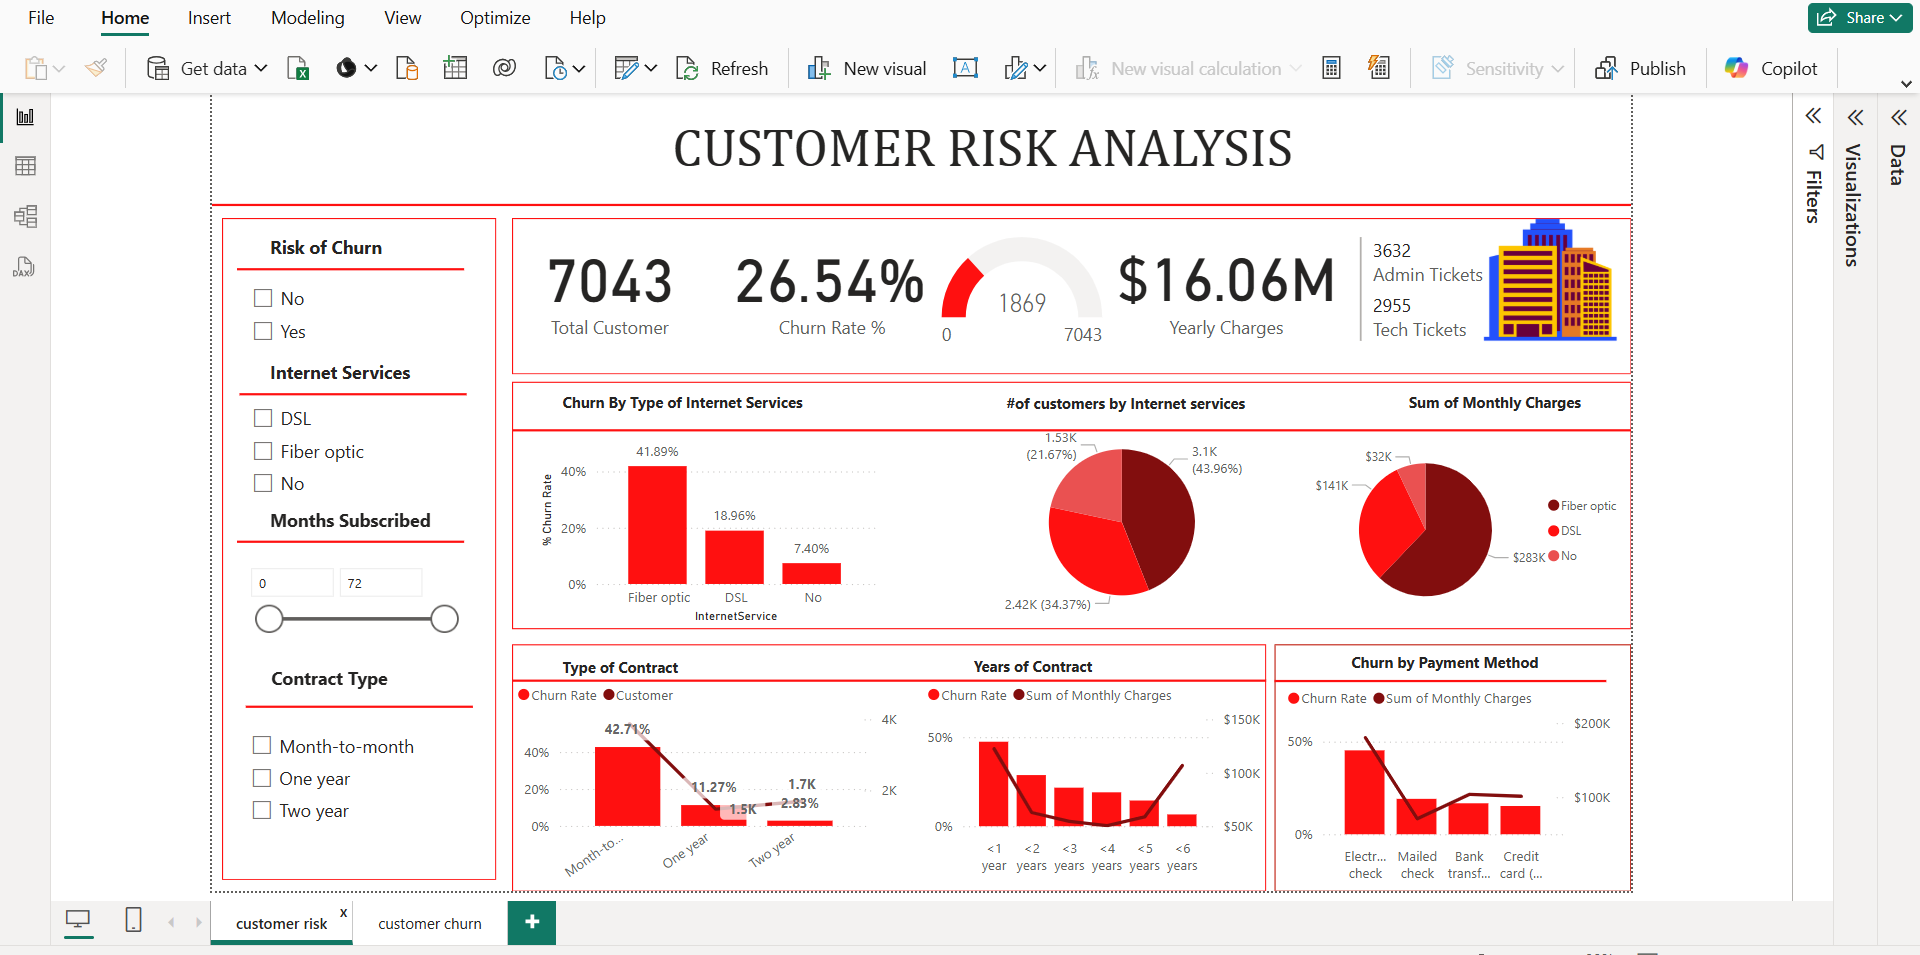 File Home Insert Modeling View Optimize Help
Share
Get data
Refresh
New visual
New visual calculation
Sensitivity
Publish
Copilot
CUSTOMER RISK ANALYSIS
Filters
Visualizations
Data
Risk of Churn
No
Yes
Internet Services
DSL
Fiber optic
No
Months Subscribed
0 72
Contract Type
Month-to-month
One year
Two year
7043
Total Customer
26.54%
Churn Rate %
1869
0 7043
$16.06M
Yearly Charges
3632
Admin Tickets
2955
Tech Tickets
Churn By Type of Internet Services
% Churn Rate
40%
20%
0%
41.89%
18.96%
7.40%
Fiber optic DSL No
InternetService
#of customers by Internet services
1.53K
(21.67%)
3.1K
(43.96%)
2.42K (34.37%)
Sum of Monthly Charges
$32K
$141K
$283K
Fiber optic
DSL
No
Type of Contract
Churn Rate Customer
42.71%
11.27%
1.7K
1.5K
2.83%
40%
20%
0%
4K
2K
Month-to...
One year
Two year
Years of Contract
Churn Rate Sum of Monthly Charges
50%
0%
$150K
$100K
$50K
<1 <2 <3 <4 <5 <6
year years years years years years
Churn by Payment Method
Churn Rate Sum of Monthly Charges
50%
0%
$200K
$100K
Electr... Mailed Bank Credit
check check transf... card (...
customer risk x
customer churn
+